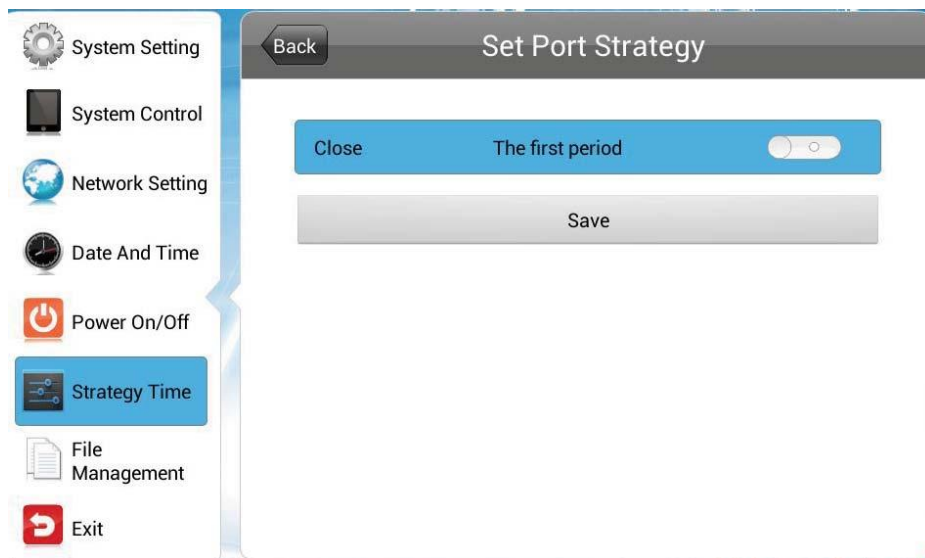 System Setting
System Control
Network Setting
Date And Time
Power On/Off
Strategy Time
File
Management
Exit
Back
Set Port Strategy
Close The first period
Save